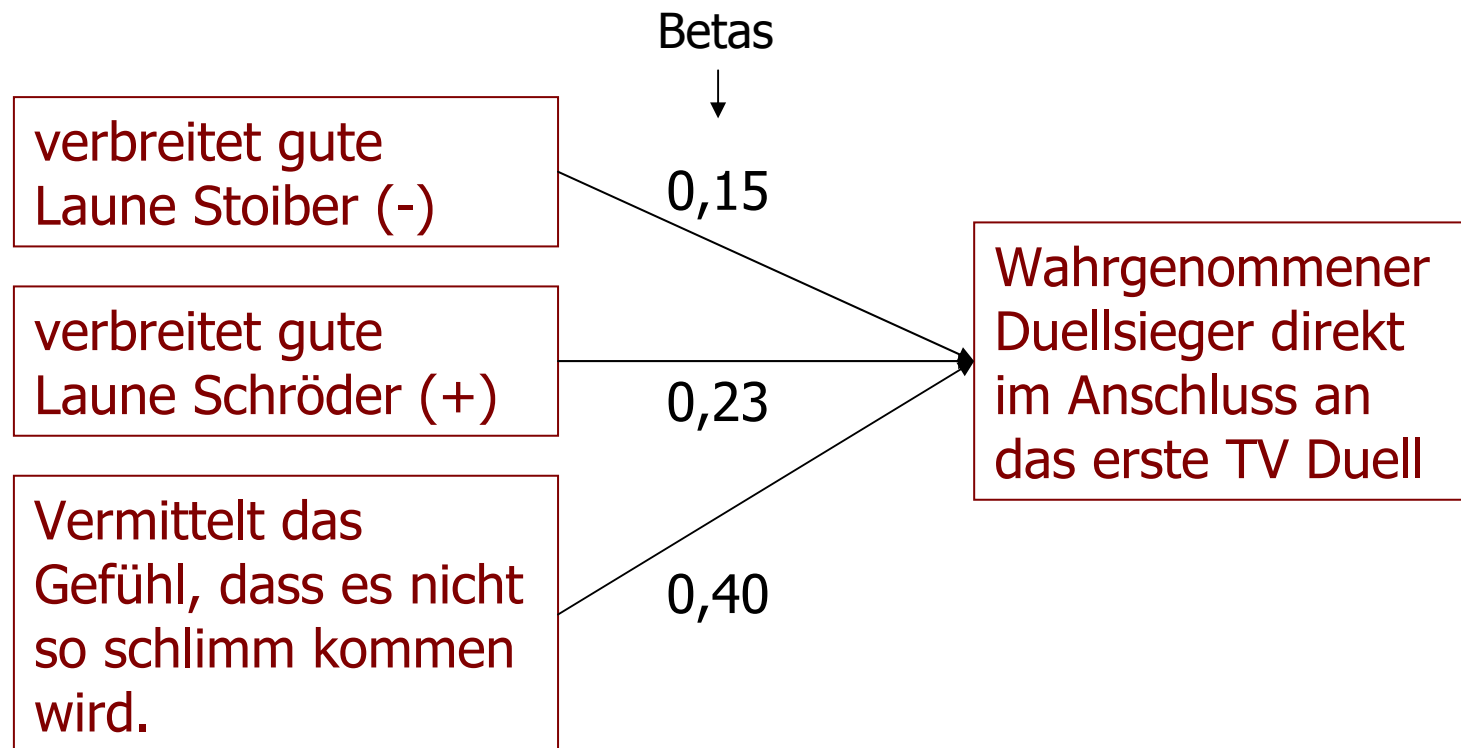 Betas
verbreitet gute
Laune Stoiber (-)
0,15
verbreitet gute
Laune Schröder (+)
0,23
Vermittelt das
Gefühl, dass es nicht
so schlimm kommen
wird.
0,40
Wahrgenommener
Duellsieger direkt
im Anschluss an
das erste TV Duell